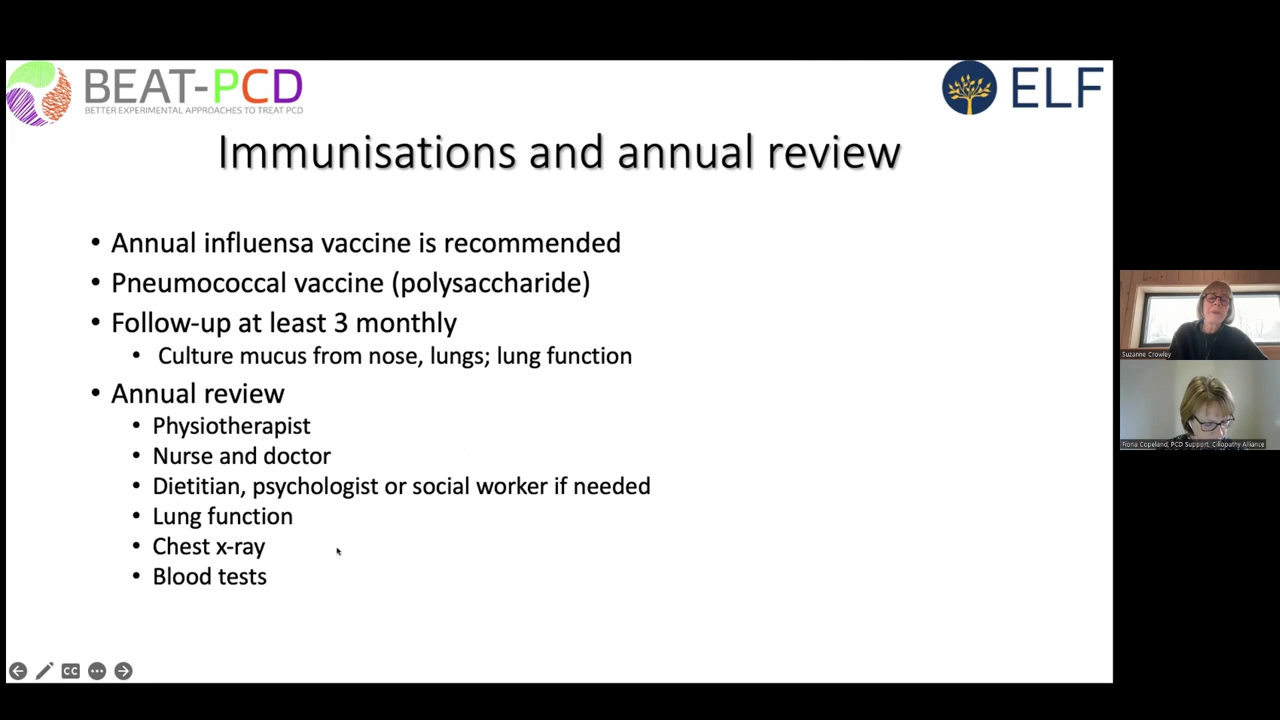 BEAT-PCD
BETTER EXPERIMENTAL APPROACHES TO TREAT PCD
ELF
Immunisations and annual review
• Annual influensa vaccine is recommended
• Pneumococcal vaccine (polysaccharide)
• Follow-up at least 3 monthly
• Culture mucus from nose, lungs; lung function
• Annual review
• Physiotherapist
• Nurse and doctor
• Dietitian, psychologist or social worker if needed
• Lung function
• Chest x-ray
• Blood tests
CC
Suzanne Crowley
Fiona Copeland, PCD Support, Ciliopathy Alliance